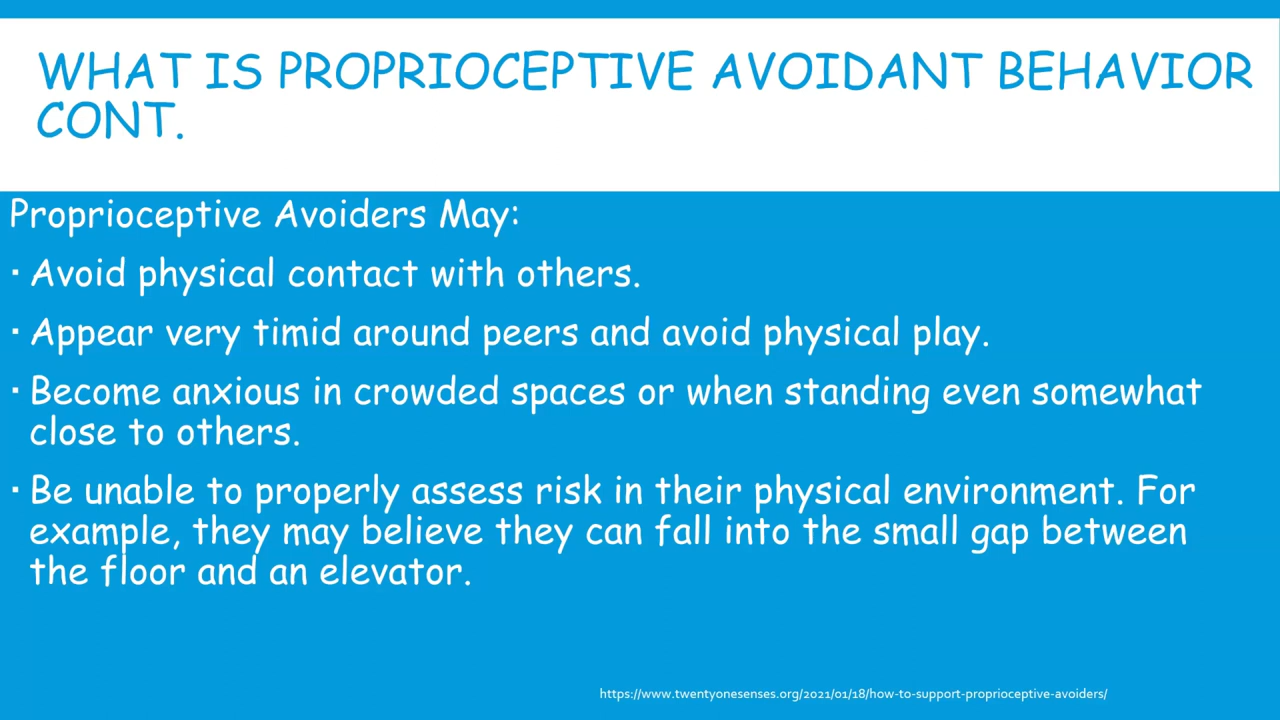 WHAT IS PROPRIOCEPTIVE AVOIDANT BEHAVIOR
CONT.
Proprioceptive Avoiders May:
▪ Avoid physical contact with others.
▪ Appear very timid around peers and avoid physical play.
▪ Become anxious in crowded spaces or when standing even somewhat
close to others.
▪ Be unable to properly assess risk in their physical environment. For
example, they may believe they can fall into the small gap between
the floor and an elevator.
https://www.twentyonesenses.org/2021/01/18/how-to-support-proprioceptive-avoiders/